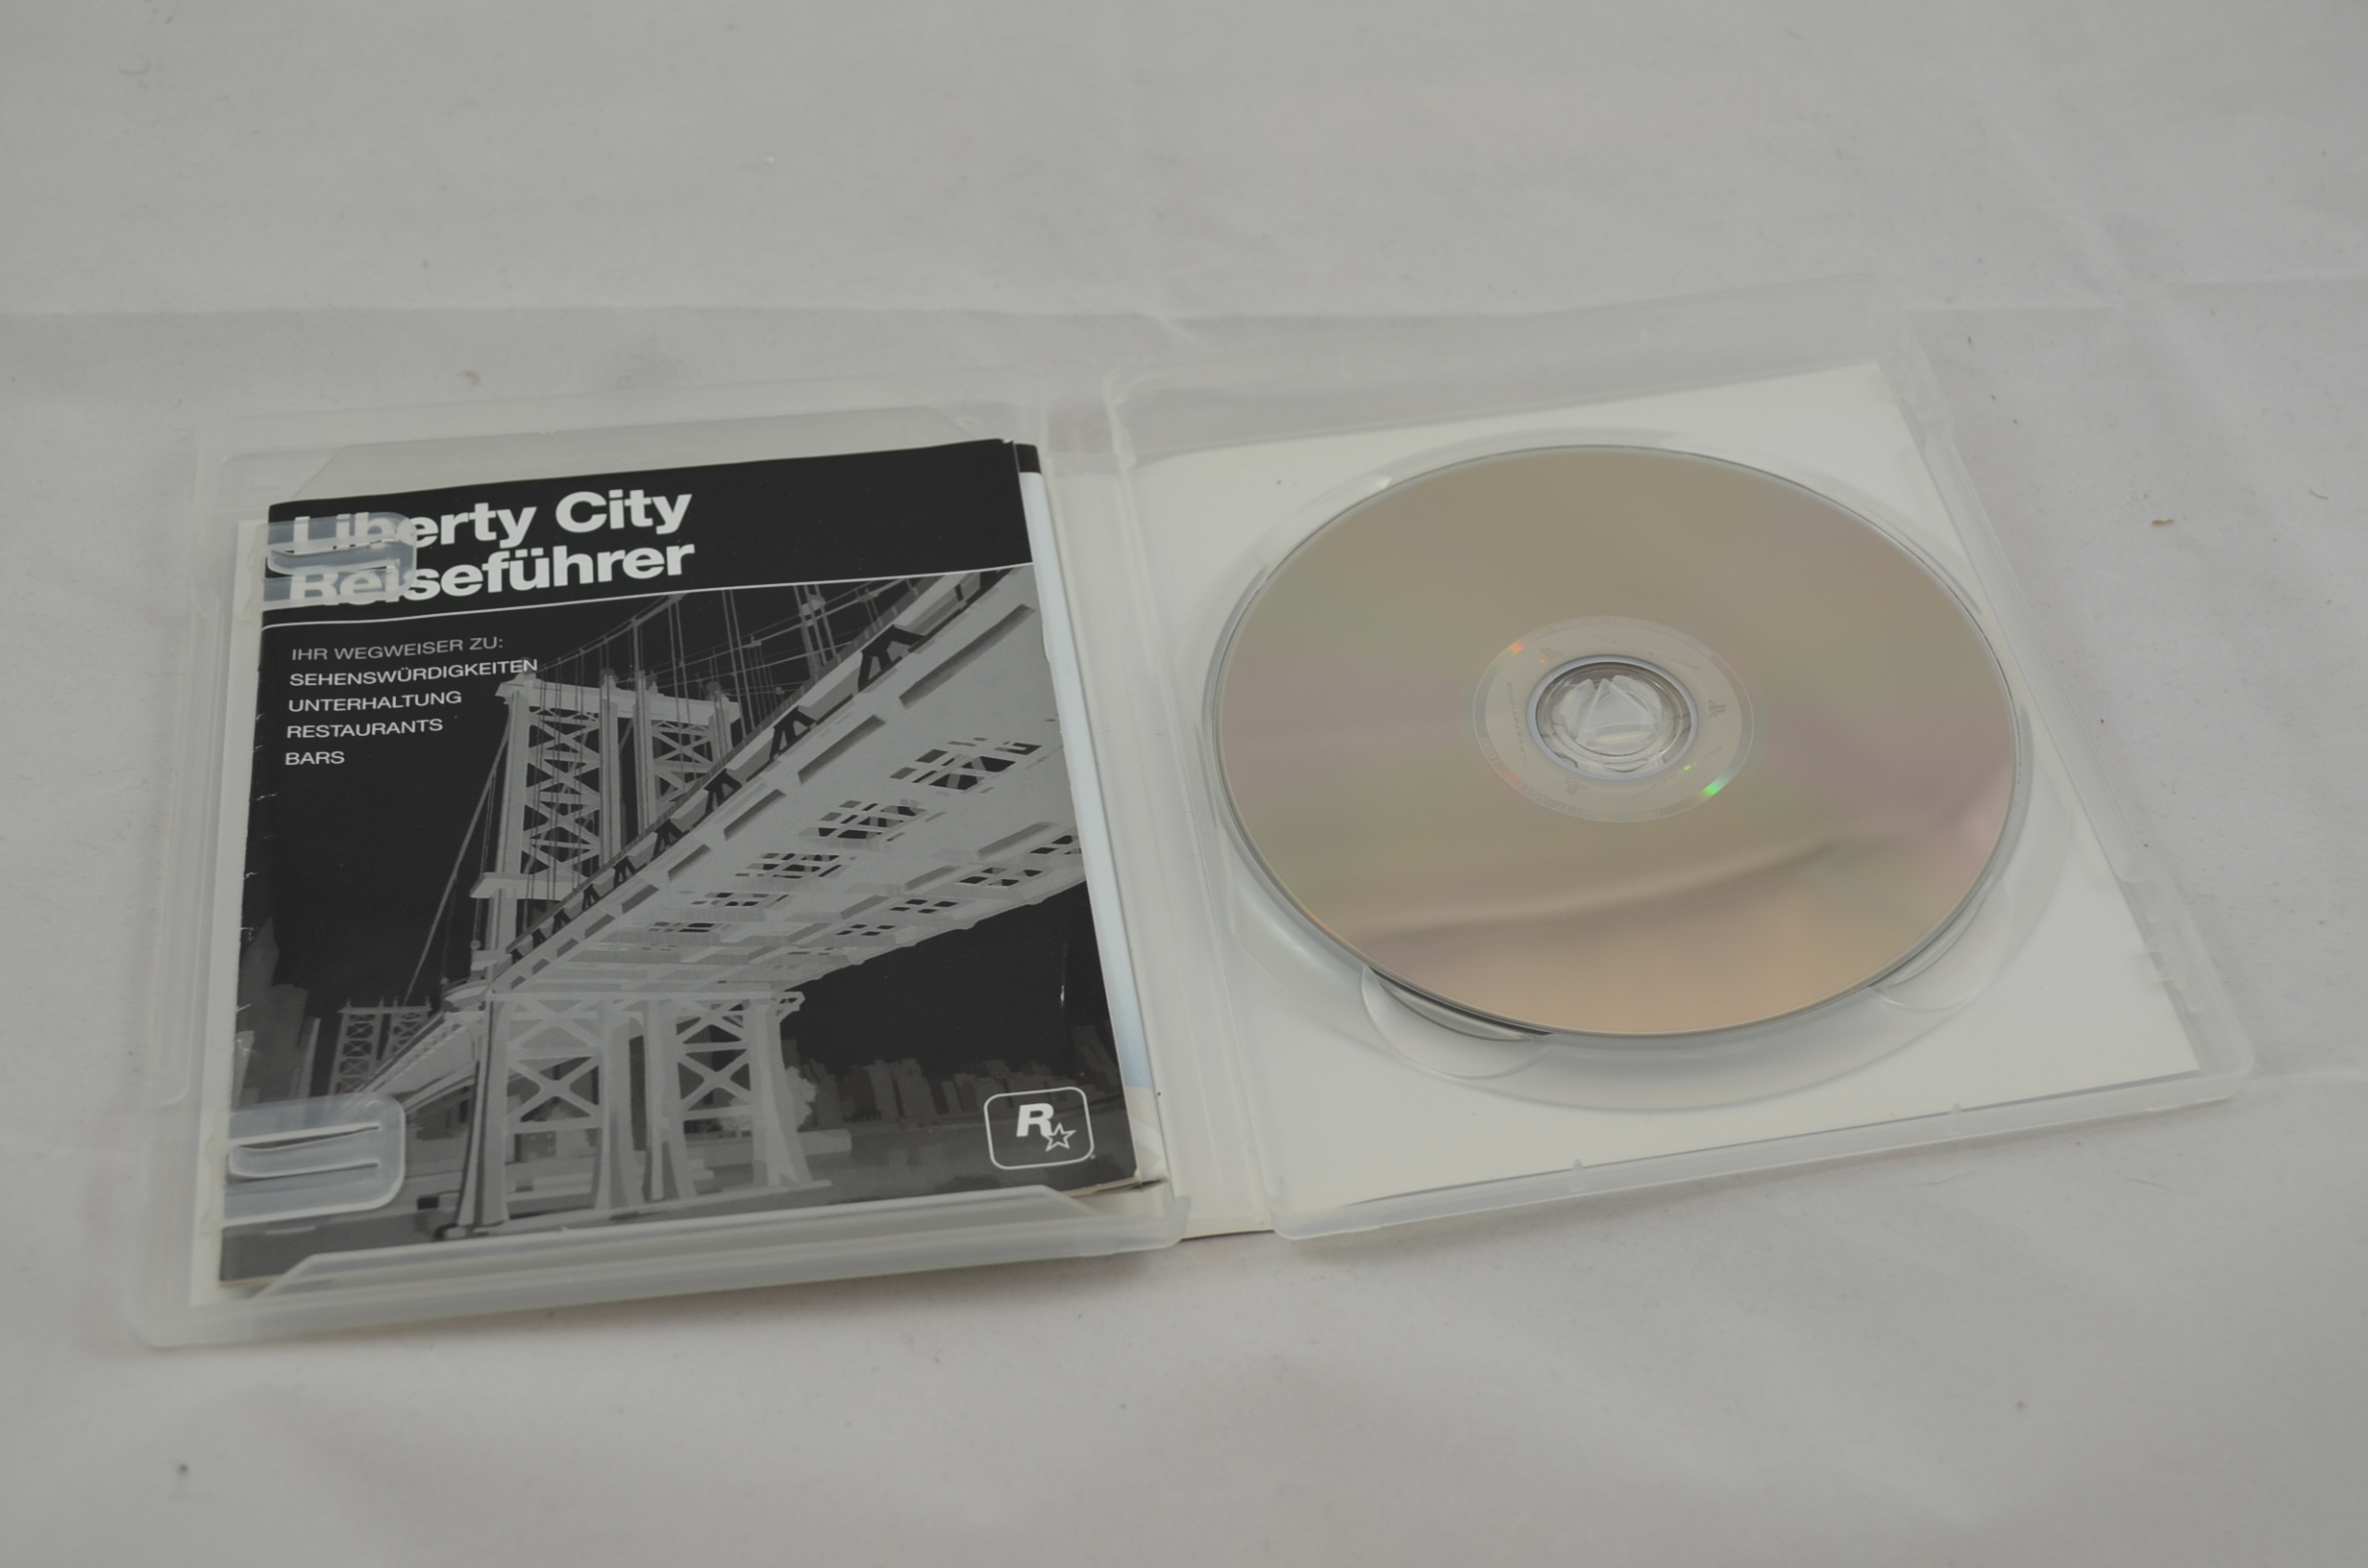 Liberty City
Reiseführer
IHR WEGWEISER ZU:
SEHENSWÜRDIGKEITEN
UNTERHALTUNG
RESTAURANTS
BARS
R